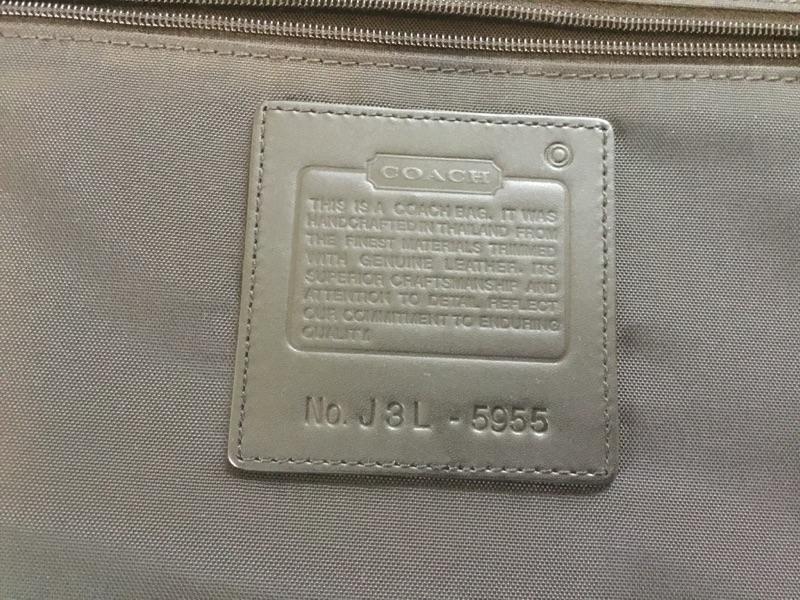 COACH
THIS IS A COACH BAG. IT WAS
HANDCRAFTED IN THAILAND FROM
THE FINEST MATERIALS TRIMMED
WITH GENUINE LEATHER. ITS
SUPERIOR CRAFTSMANSHIP AND
ATTENTION TO DETAIL REFLECT
OUR COMMITMENT TO ENDURING
QUALITY.
No. J3L - 5955